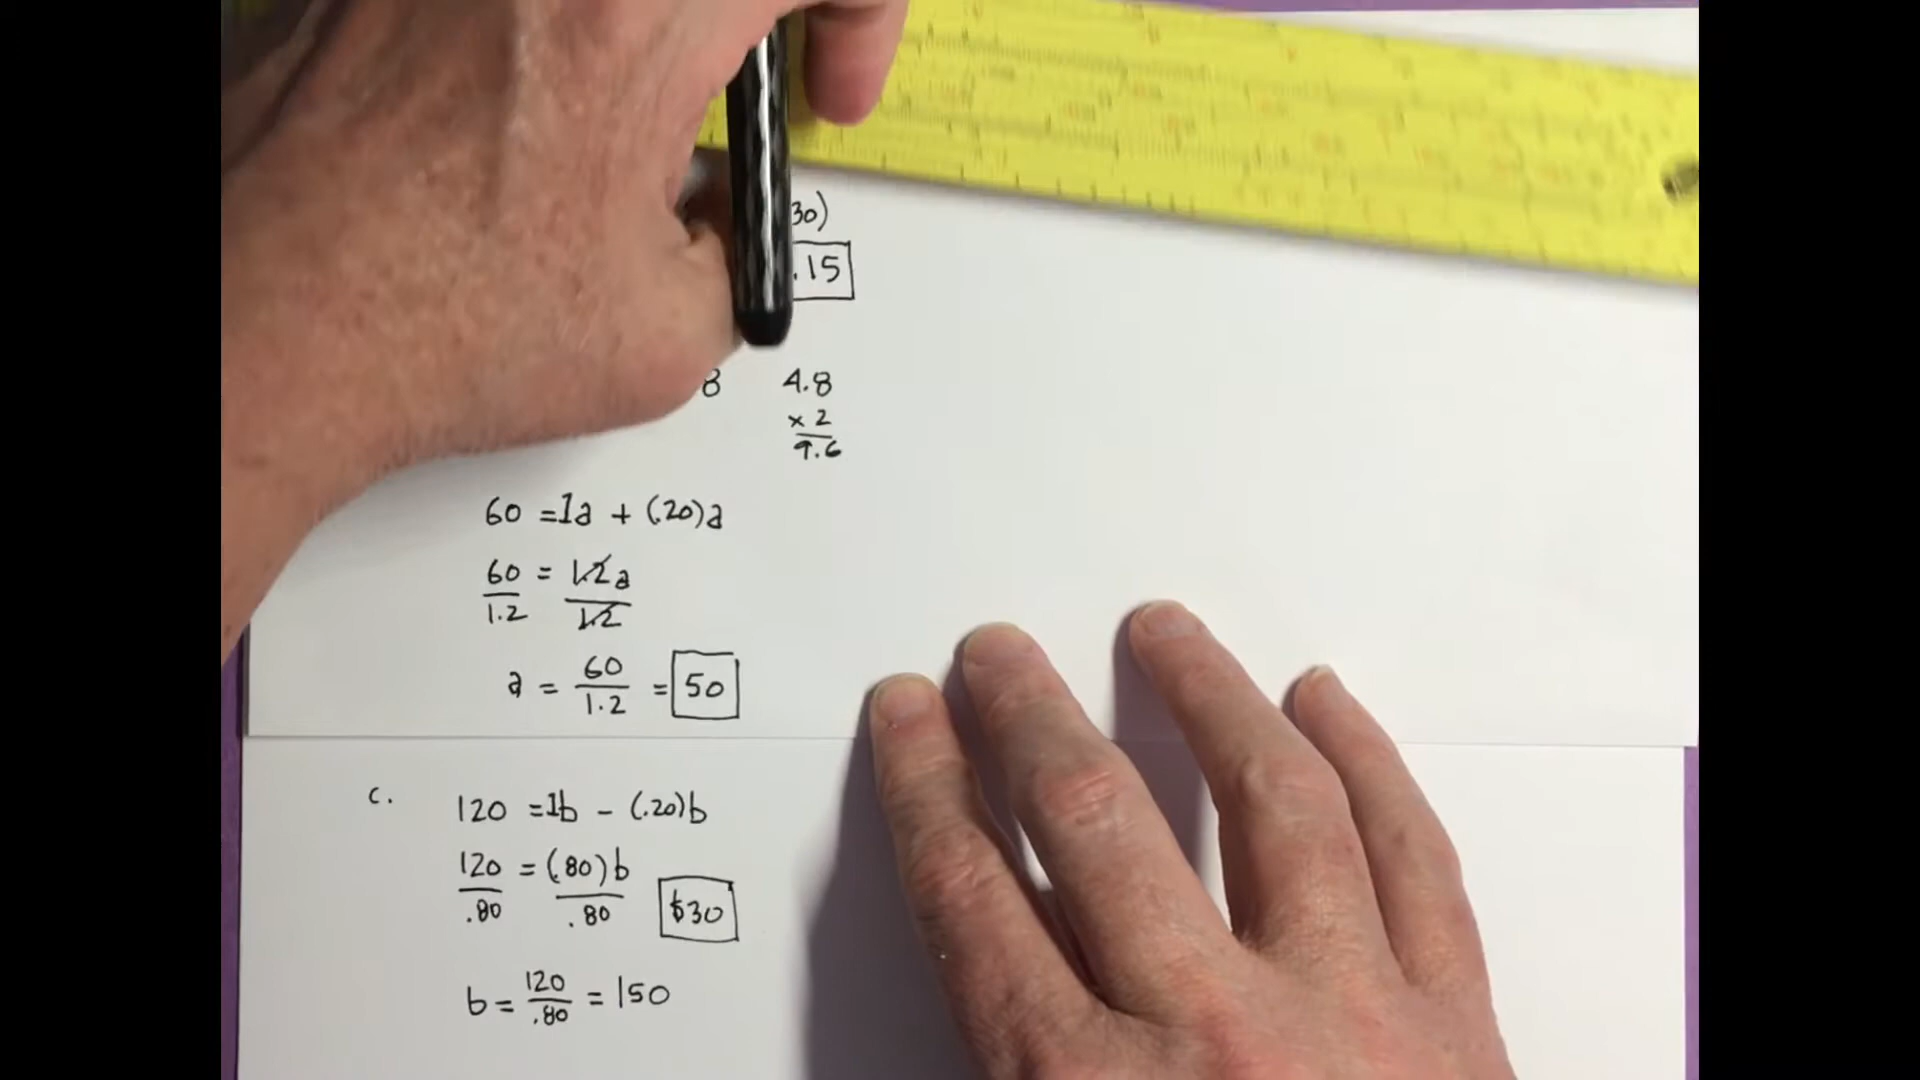 30)
.15
8 4.8
x 2
9.6
60 = 1a + (.20)a
60 = 1.2a
1.2 1.2
a = 60 = 50
1.2
c. 120 = 1b - (.20)b
120 = (.80)b
.80 .80
$30
b = 120 = 150
.80